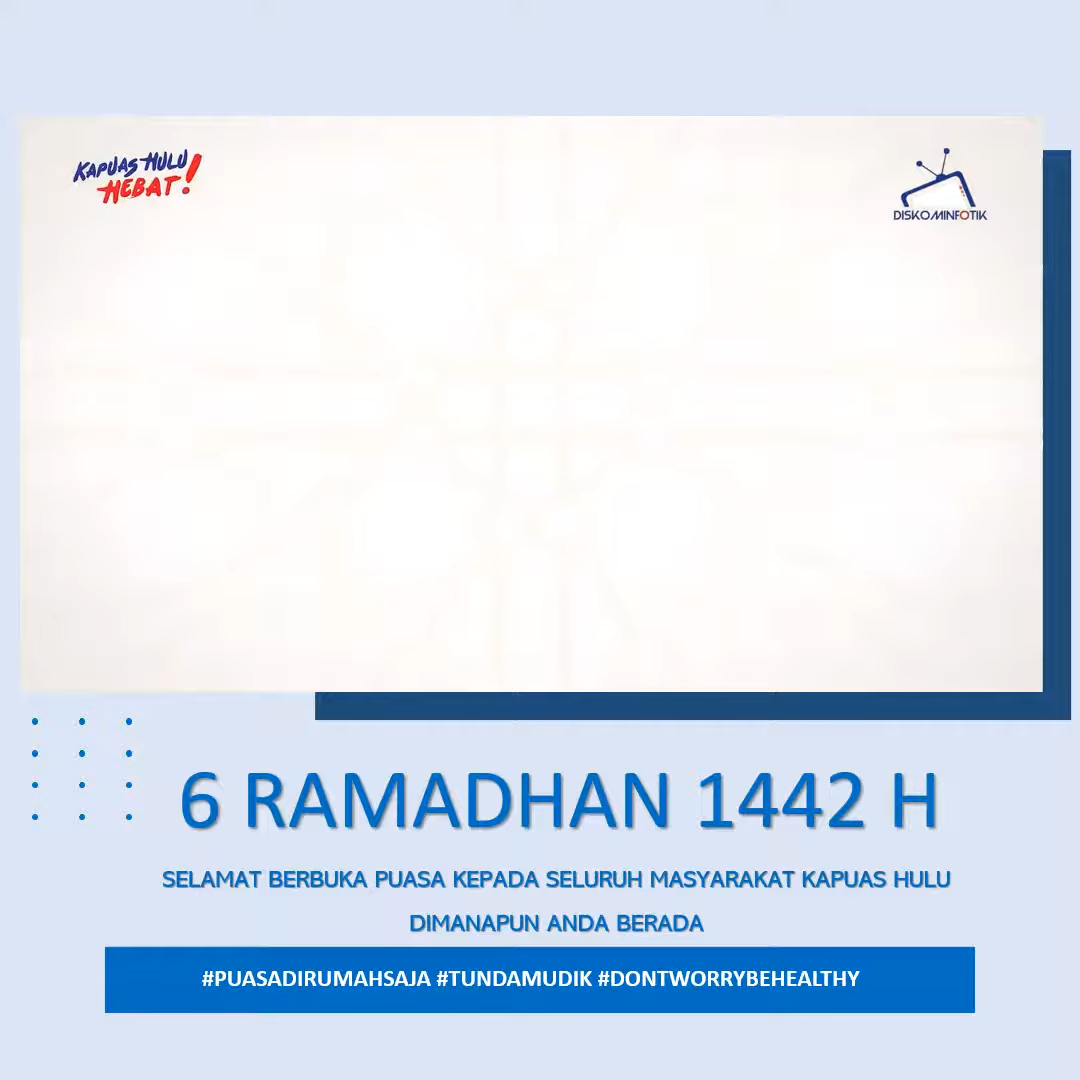 KAPUAS HULU
HEBAT!
DISKOMINFOTIK
6 RAMADHAN 1442 H
SELAMAT BERBUKA PUASA KEPADA SELURUH MASYARAKAT KAPUAS HULU
DIMANAPUN ANDA BERADA
#PUASADIRUMAHSAJA #TUNDAMUDIK #DONTWORRYBEHEALTHY